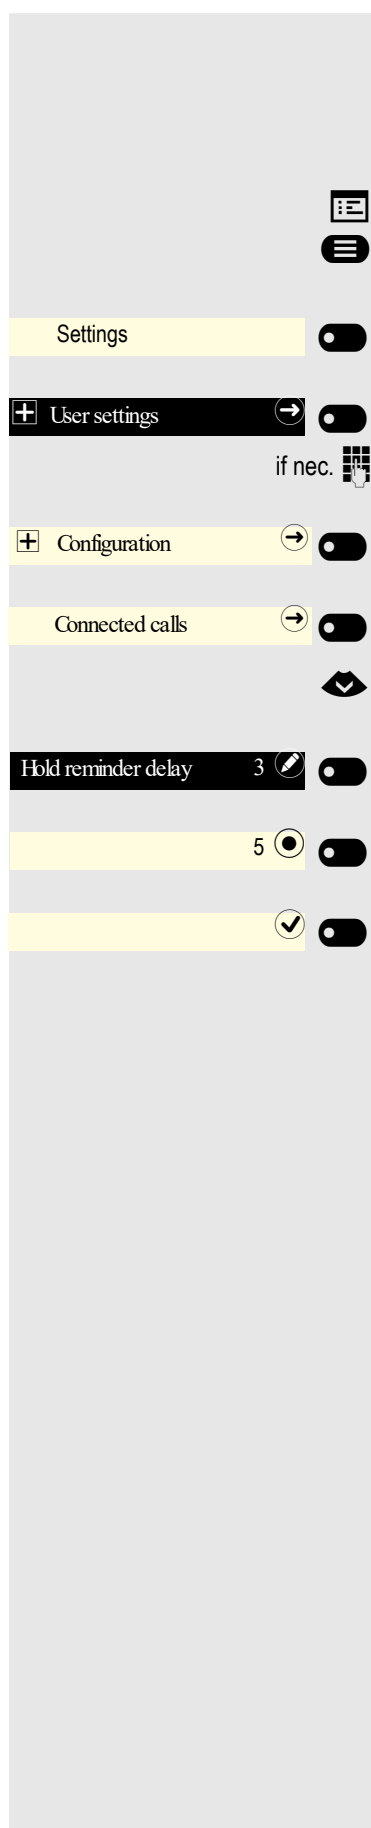 Settings
User settings
if nec.
Configuration
Connected calls
Hold reminder delay 3
5